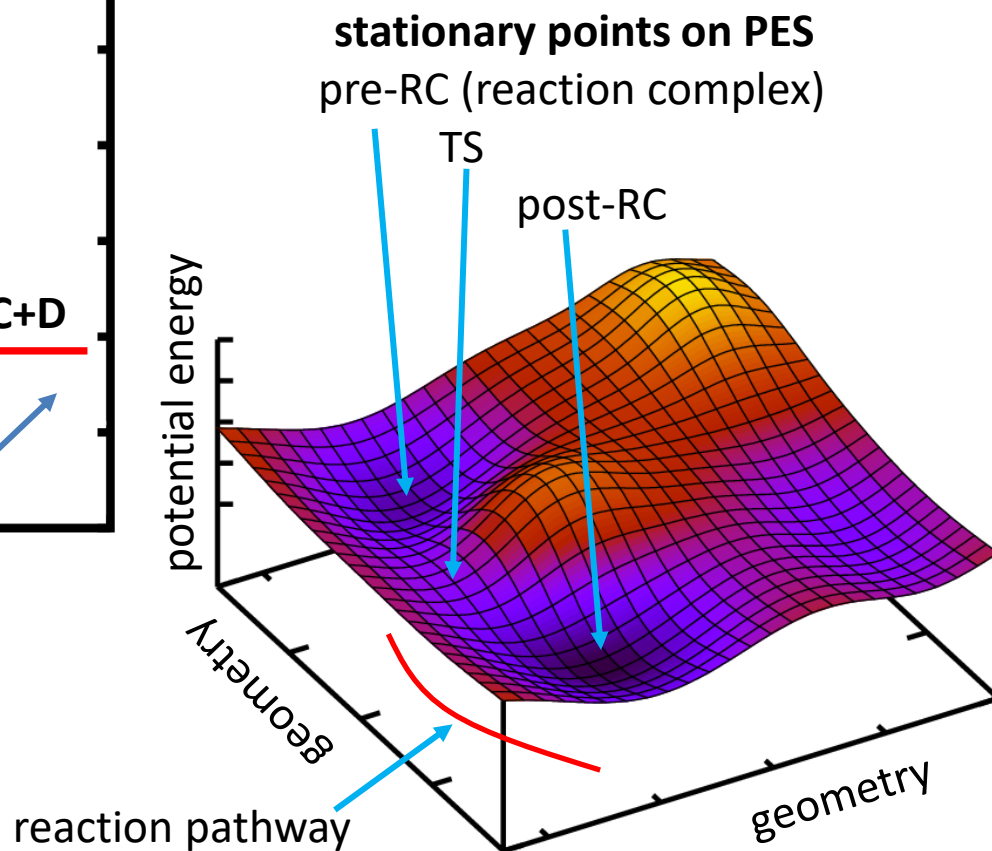 stationary points on PES
pre-RC (reaction complex)
TS
post-RC
C+D
potential energy
geometry
geometry
reaction pathway